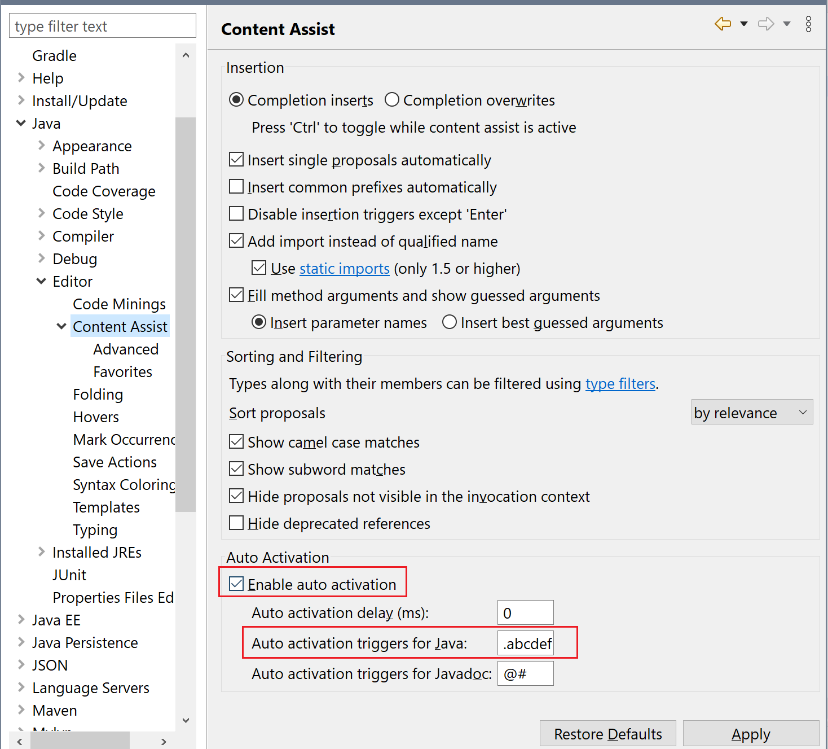 type filter text
Gradle
Help
Install/Update
Java
Appearance
Build Path
Code Coverage
Code Style
Compiler
Debug
Editor
Code Minings
Content Assist
Advanced
Favorites
Folding
Hovers
Mark Occurrenc
Save Actions
Syntax Coloring
Templates
Typing
Installed JREs
JUnit
Properties Files Ed
Java EE
Java Persistence
JSON
Language Servers
Maven
Content Assist
Insertion
Completion inserts Completion overwrites
Press 'Ctrl' to toggle while content assist is active
Insert single proposals automatically
Insert common prefixes automatically
Disable insertion triggers except 'Enter'
Add import instead of qualified name
Use static imports (only 1.5 or higher)
Fill method arguments and show guessed arguments
Insert parameter names Insert best guessed arguments
Sorting and Filtering
Types along with their members can be filtered using type filters.
Sort proposals by relevance
Show camel case matches
Show subword matches
Hide proposals not visible in the invocation context
Hide deprecated references
Auto Activation
Enable auto activation
Auto activation delay (ms): 0
Auto activation triggers for Java: .abcdef
Auto activation triggers for Javadoc: @#
Restore Defaults Apply